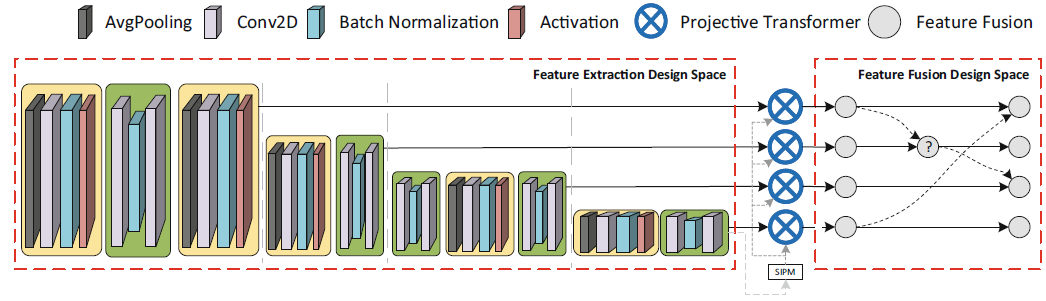 AvgPooling Conv2D Batch Normalization Activation Projective Transformer Feature Fusion
Feature Extraction Design Space Feature Fusion Design Space
?
SIPM